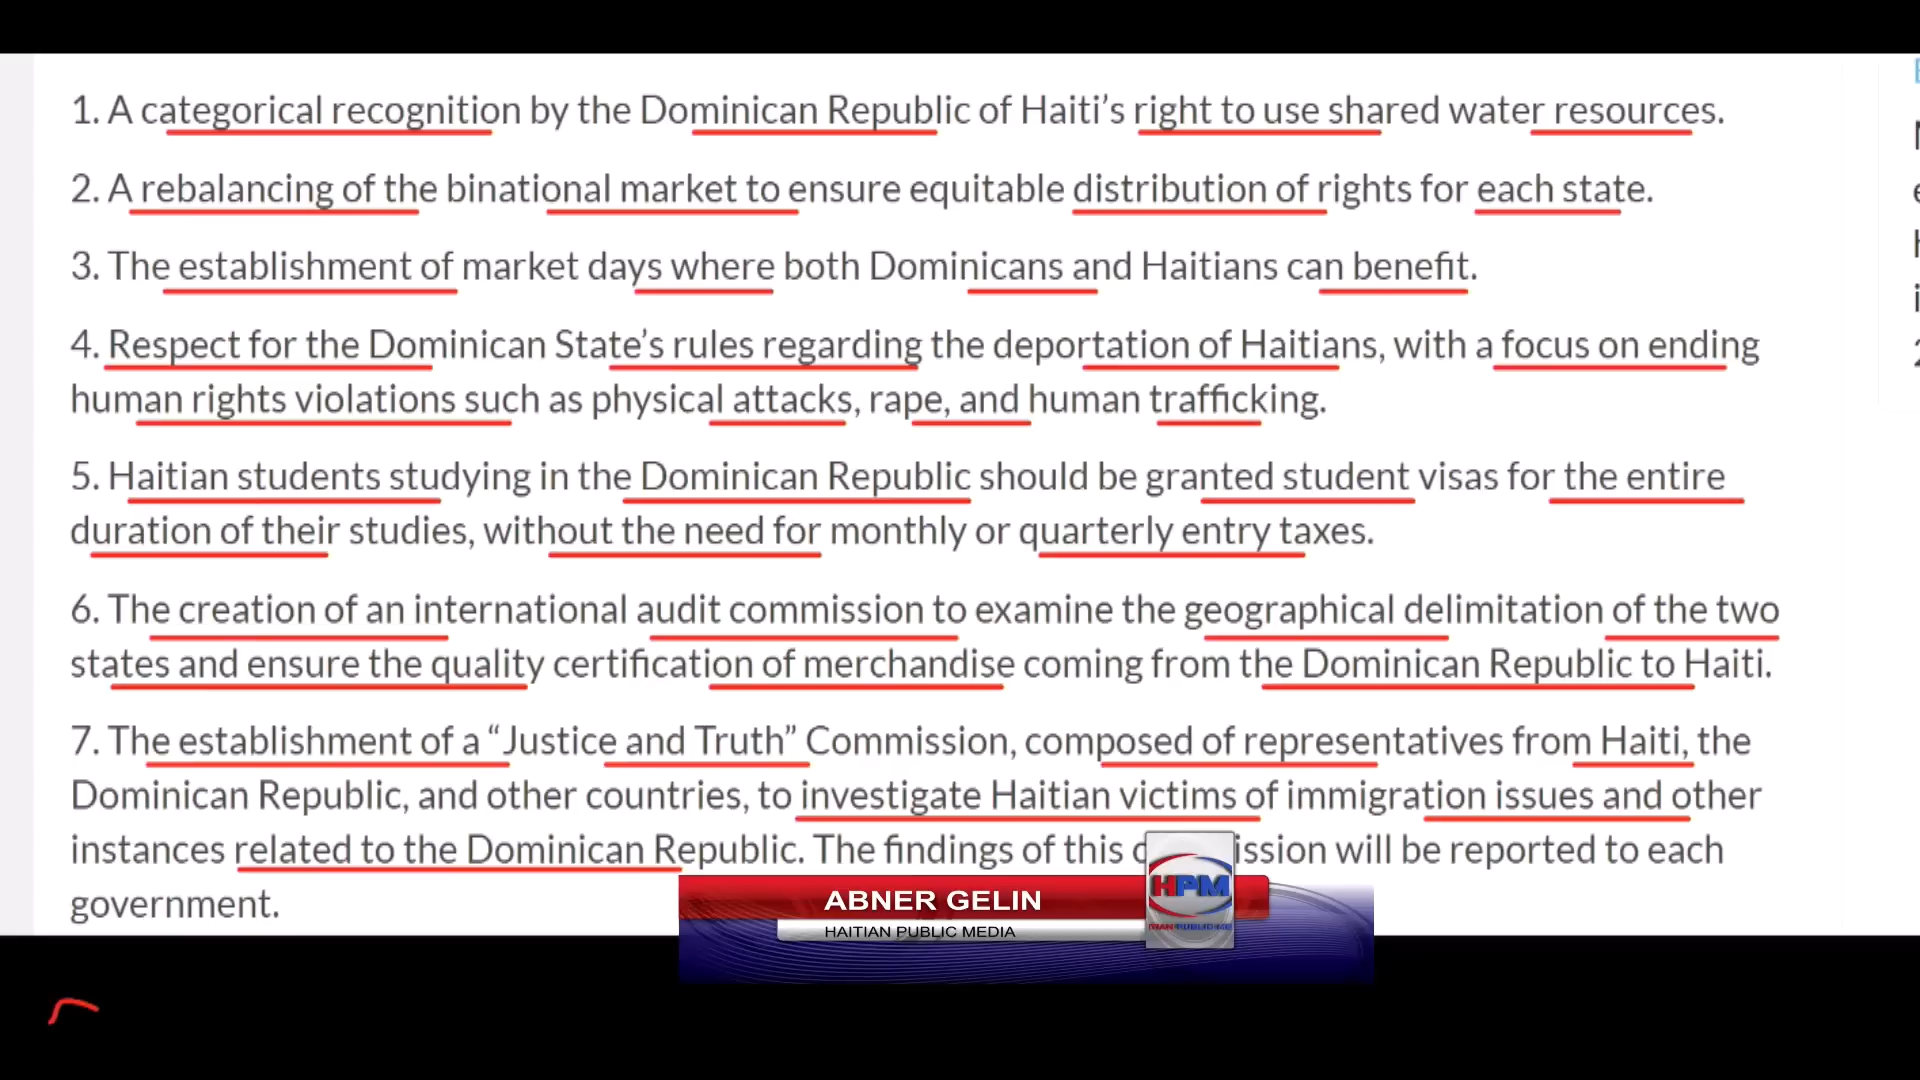 1. A categorical recognition by the Dominican Republic of Haiti’s right to use shared water resources.
2. A rebalancing of the binational market to ensure equitable distribution of rights for each state.
3. The establishment of market days where both Dominicans and Haitians can benefit.
4. Respect for the Dominican State’s rules regarding the deportation of Haitians, with a focus on ending
human rights violations such as physical attacks, rape, and human trafficking.
5. Haitian students studying in the Dominican Republic should be granted student visas for the entire
duration of their studies, without the need for monthly or quarterly entry taxes.
6. The creation of an international audit commission to examine the geographical delimitation of the two
states and ensure the quality certification of merchandise coming from the Dominican Republic to Haiti.
7. The establishment of a “Justice and Truth” Commission, composed of representatives from Haiti, the
Dominican Republic, and other countries, to investigate Haitian victims of immigration issues and other
instances related to the Dominican Republic. The findings of this c ission will be reported to each
government.
ABNER GELIN
HAITIAN PUBLIC MEDIA
HPM